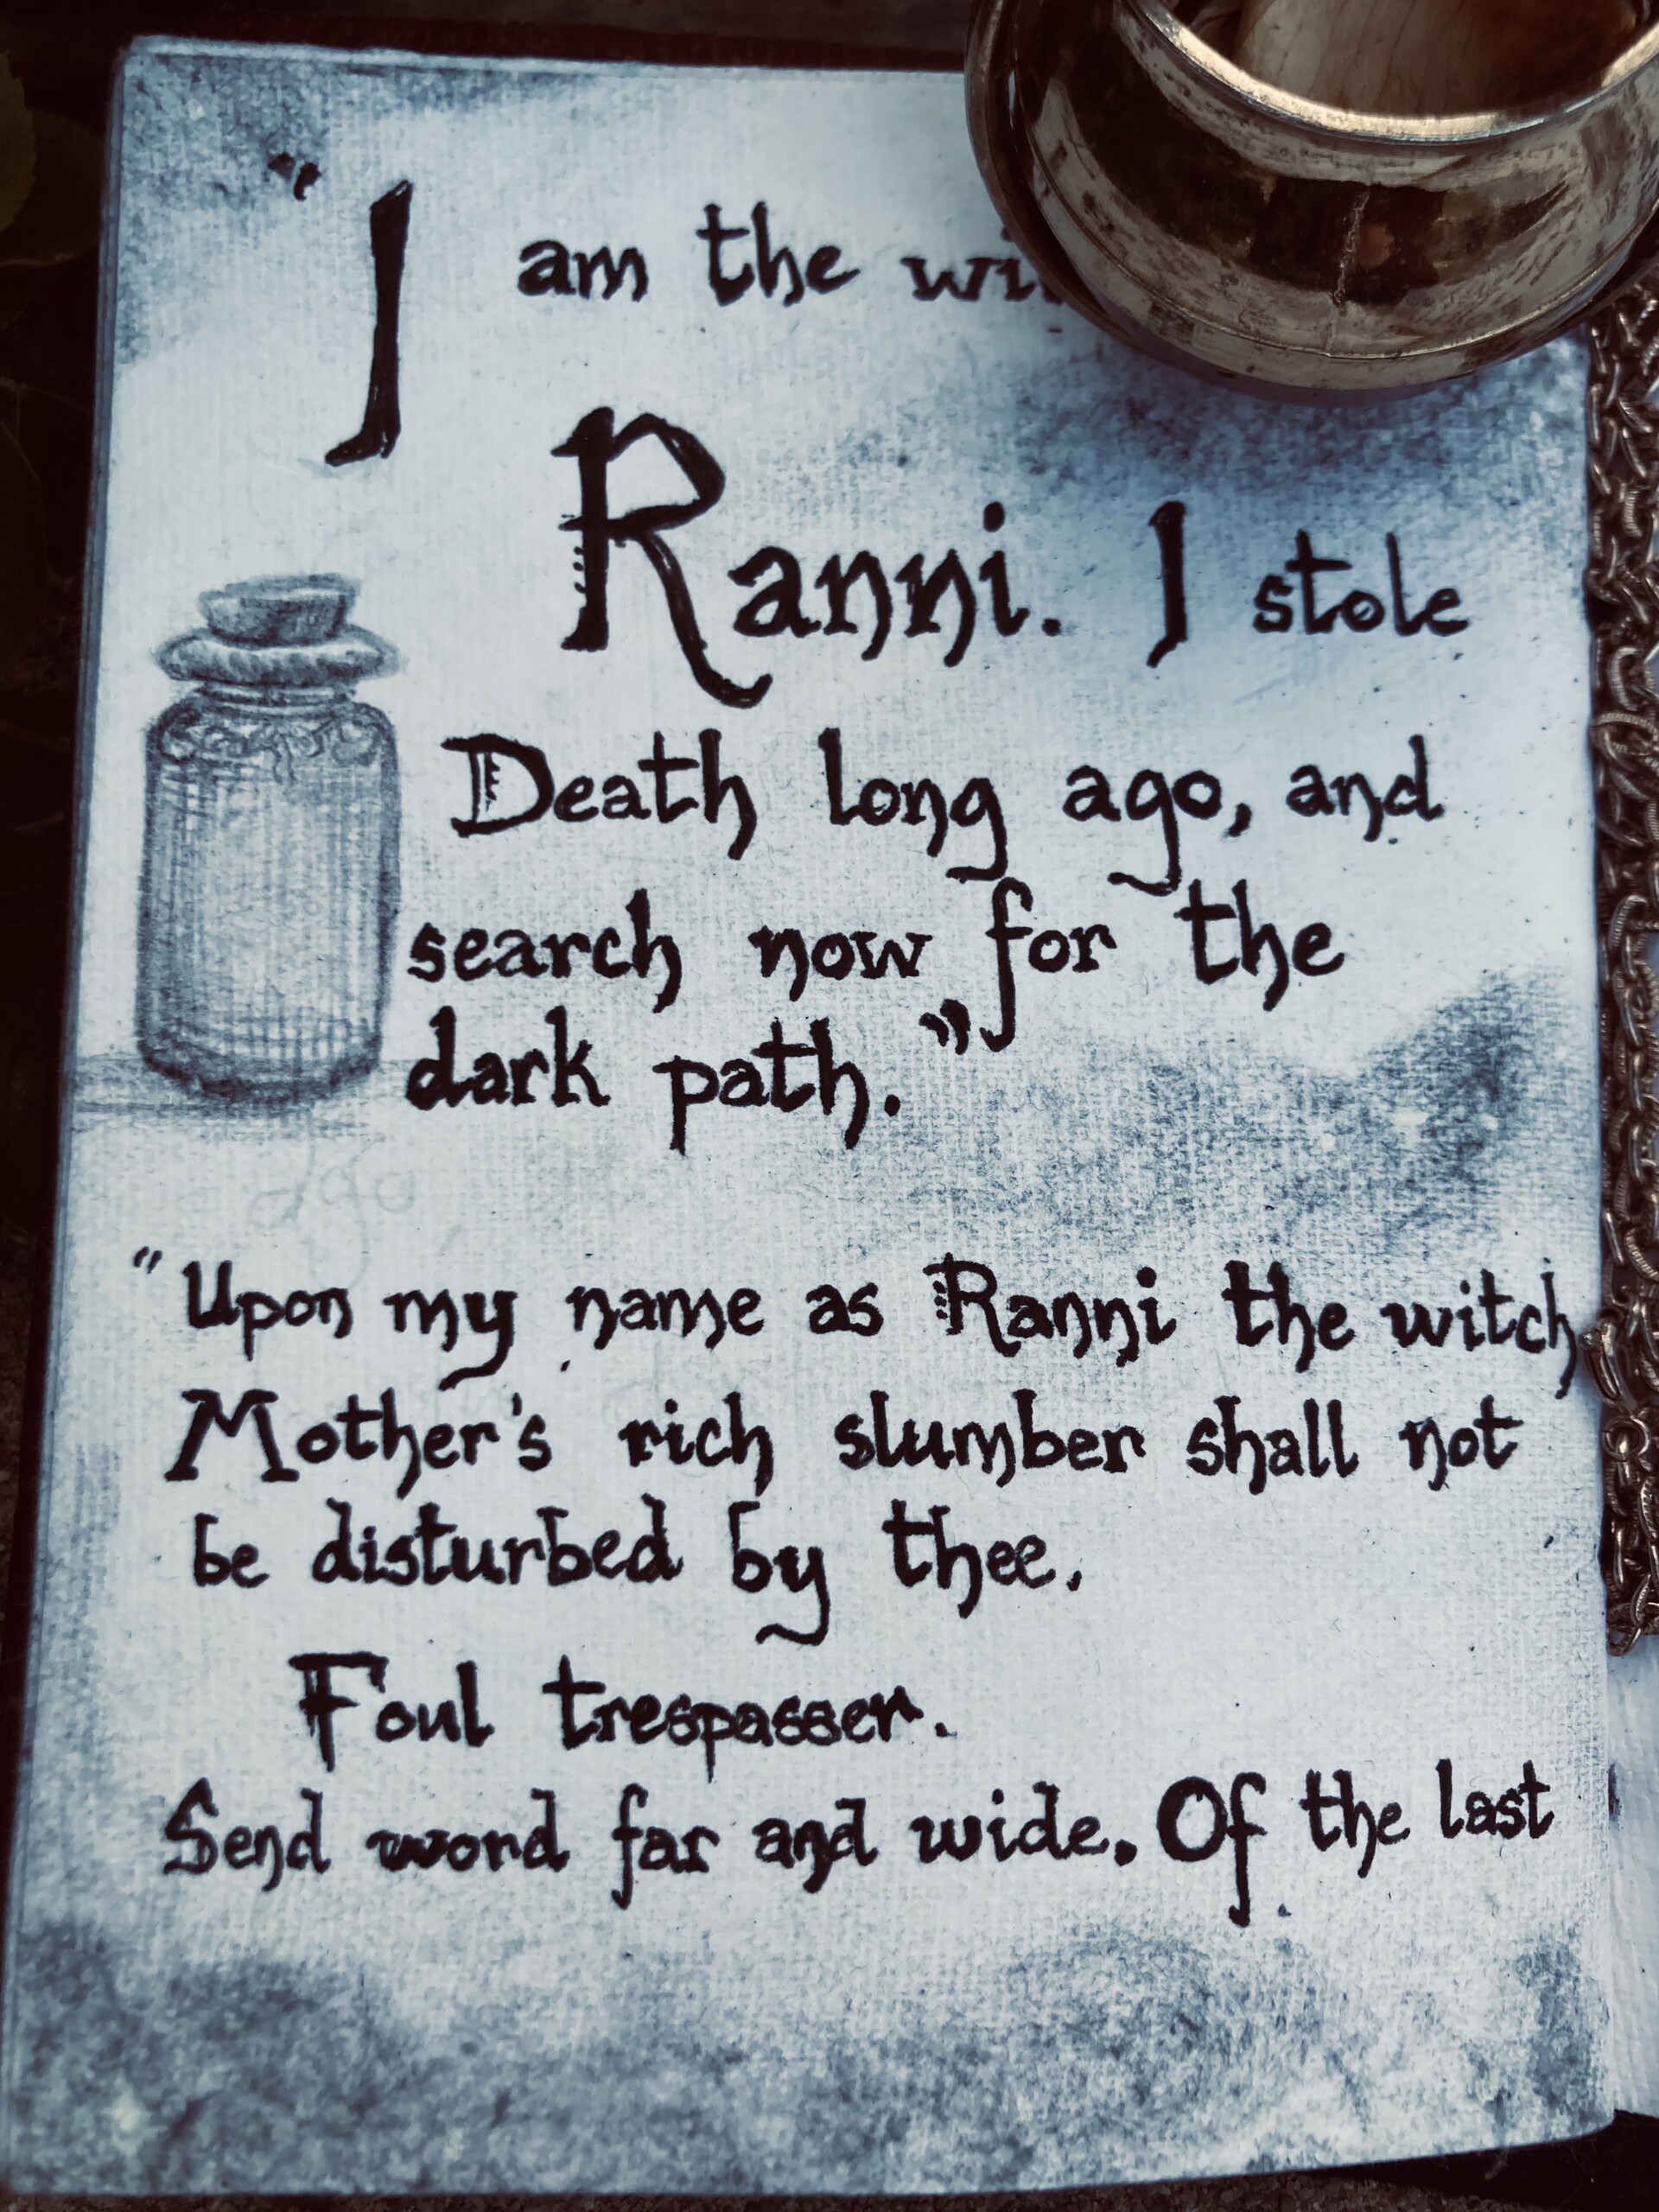 "I am the
Ranni. I stole
Death long ago, and
search now for the
dark path."
ago
"Upon my name as Ranni the witch,
Mother's rich slumber shall not
be disturbed by thee.
Foul trespasser.
Send word far and wide. Of the last